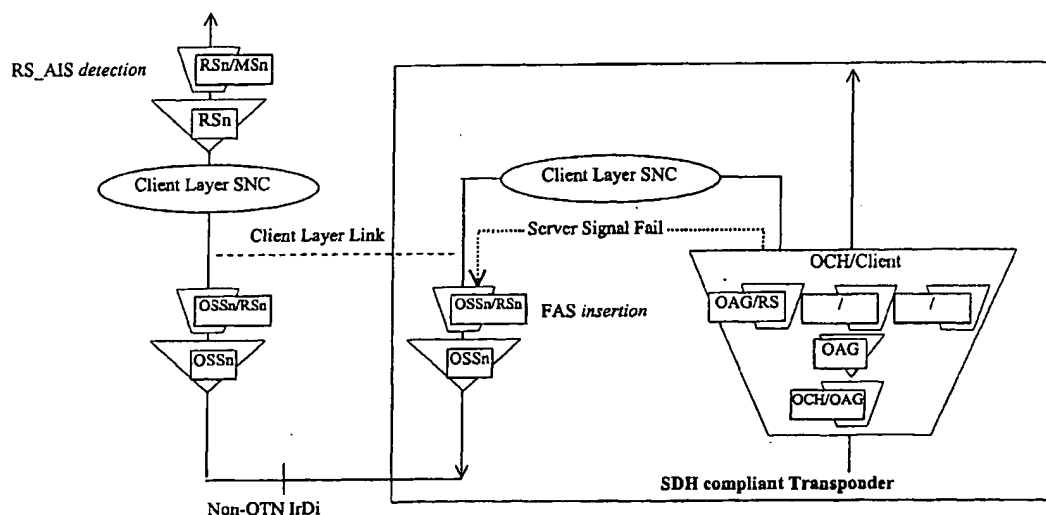 RS_AIS detection
RSn/MSn
RSn
Client Layer SNC
Client Layer SNC
Client Layer Link
Server Signal Fail
OCH/Client
OSSn/RSn
OSSn/RSn
FAS insertion
OAG/RS
/
/
OSSn
OSSn
OAG
OCH/OAG
SDH compliant Transponder
Non-OTN IrDi